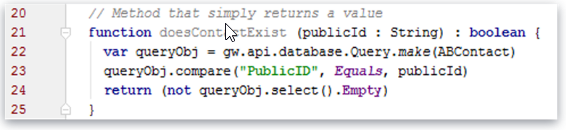 20 // Method that simply returns a value
21 function doesContactExist (publicId : String) : boolean {
22 var queryObj = gw.api.database.Query.make(ABContact)
23 queryObj.compare("PublicID", Equals, publicId)
24 return (not queryObj.select().Empty)
25 }